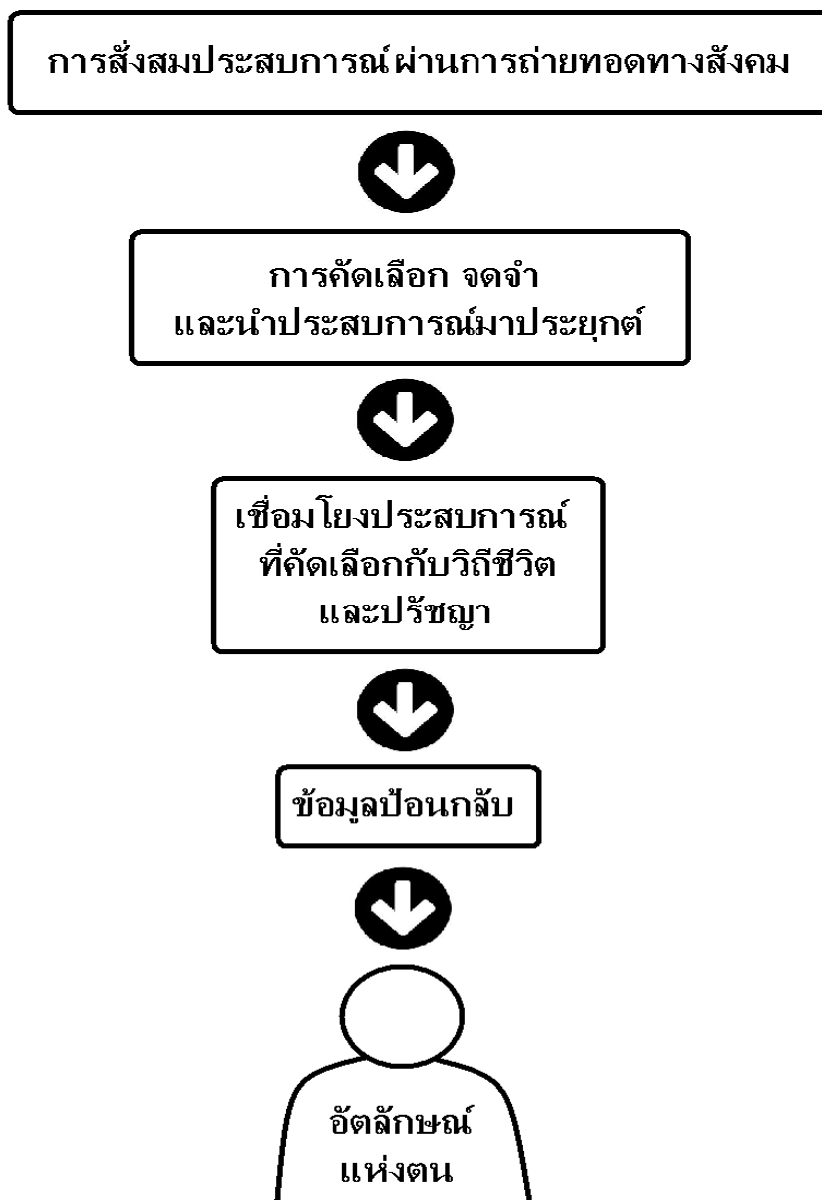 การสั่งสมประสบการณ์ผ่านการถ่ายทอดทางสังคม
การคัดเลือก จดจำ
และนำประสบการณ์มาประยุกต์
เชื่อมโยงประสบการณ์
ที่คัดเลือกกับวิถีชีวิต
และปรัชญา
ข้อมูลป้อนกลับ
อัตลักษณ์
แห่งตน